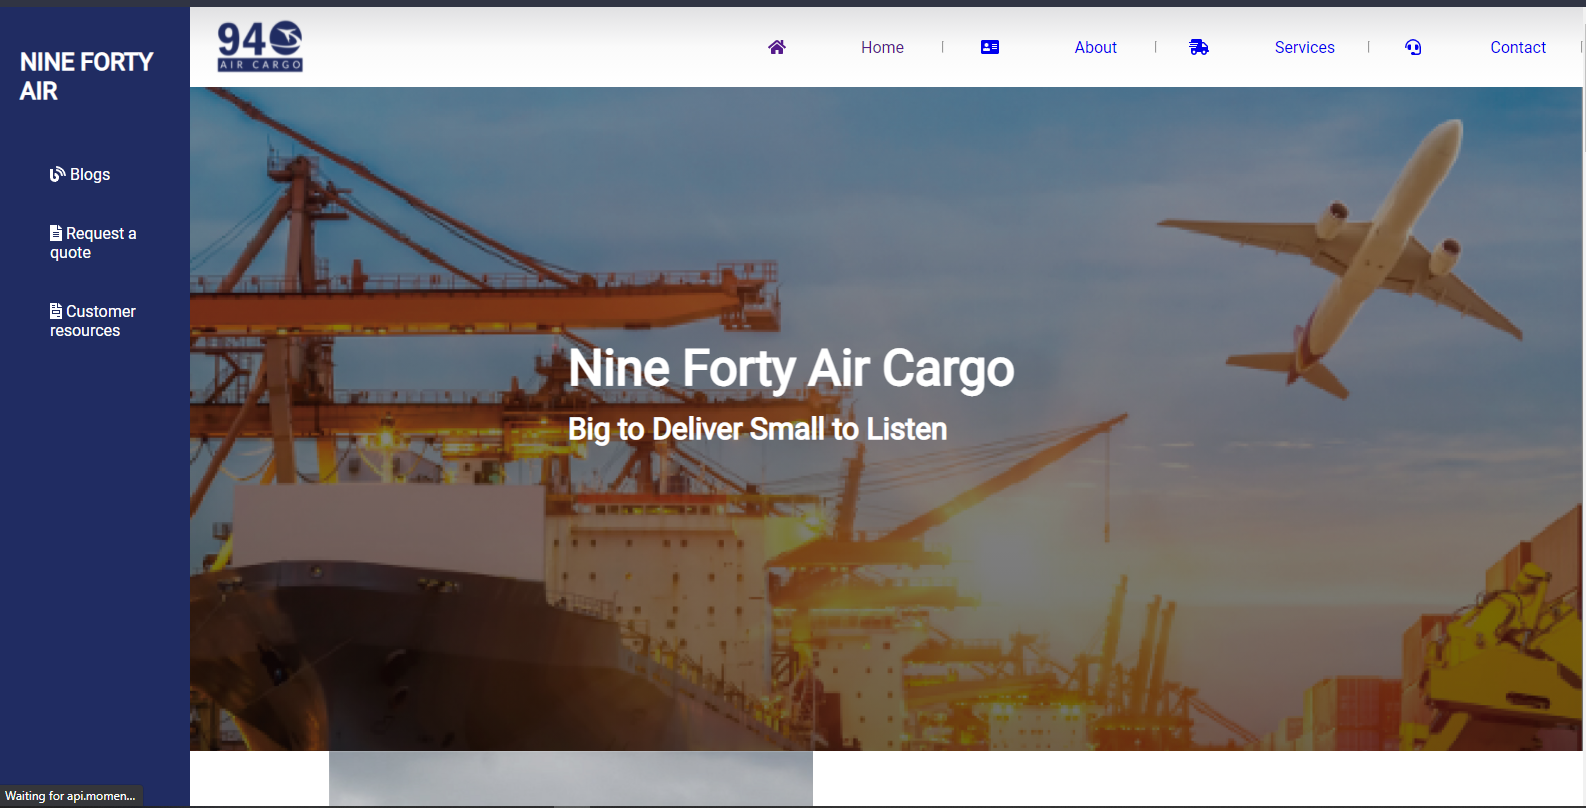 NINE FORTY
AIR
Blogs
Request a
quote
Customer
resources
940
AIR CARGO
Home
About
Services
Contact
Nine Forty Air Cargo
Big to Deliver Small to Listen
Waiting for api.momen...